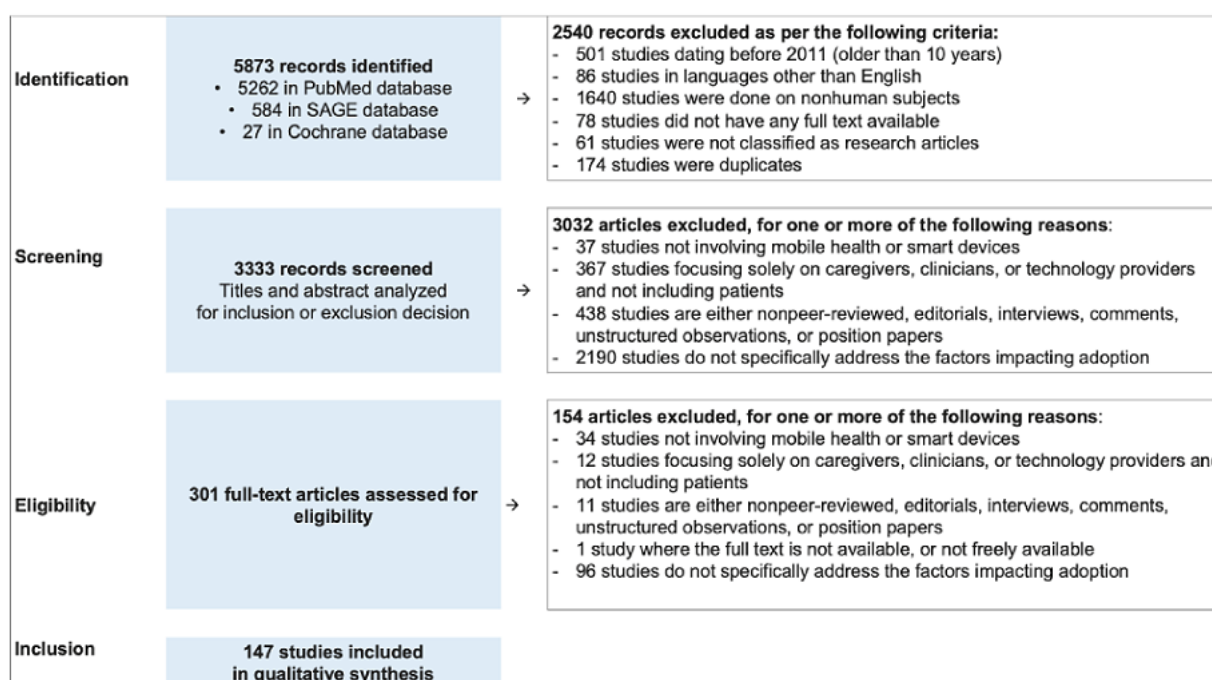 Identification
5873 records identified
• 5262 in PubMed database
• 584 in SAGE database
• 27 in Cochrane database
→
2540 records excluded as per the following criteria:
- 501 studies dating before 2011 (older than 10 years)
- 86 studies in languages other than English
- 1640 studies were done on nonhuman subjects
- 78 studies did not have any full text available
- 61 studies were not classified as research articles
- 174 studies were duplicates
Screening
3333 records screened
Titles and abstract analyzed
for inclusion or exclusion decision
→
3032 articles excluded, for one or more of the following reasons:
- 37 studies not involving mobile health or smart devices
- 367 studies focusing solely on caregivers, clinicians, or technology providers
and not including patients
- 438 studies are either nonpeer-reviewed, editorials, interviews, comments,
unstructured observations, or position papers
- 2190 studies do not specifically address the factors impacting adoption
Eligibility
301 full-text articles assessed for
eligibility
→
154 articles excluded, for one or more of the following reasons:
- 34 studies not involving mobile health or smart devices
- 12 studies focusing solely on caregivers, clinicians, or technology providers an
not including patients
- 11 studies are either nonpeer-reviewed, editorials, interviews, comments,
unstructured observations, or position papers
- 1 study where the full text is not available, or not freely available
- 96 studies do not specifically address the factors impacting adoption
Inclusion
147 studies included
in qualitative synthesis